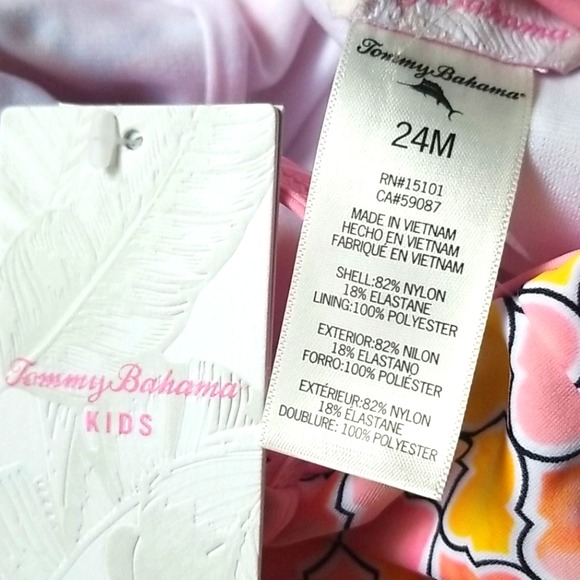 Bahama
Tommy Bahama
24M
RN#15101
CA#59087
MADE IN VIETNAM
HECHO EN VIETNAM
FABRIQUÉ EN VIETNAM
SHELL:82% NYLON
18% ELASTANE
LINING:100% POLYESTER
EXTERIOR:82% NILON
18% ELASTANO
FORRO:100% POLIÉSTER
EXTÉRIEUR:82% NYLON
18% ÉLASTANE
DOUBLURE: 100% POLYESTER
Tommy Bahama
KIDS